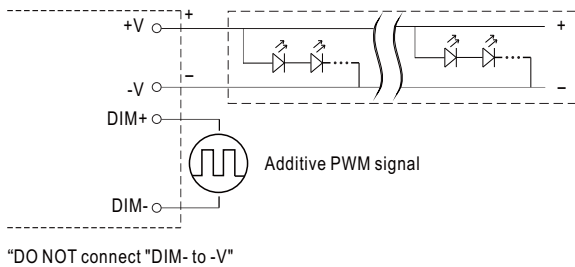 +V + +
-V – –
DIM+
Additive PWM signal
DIM-
“DO NOT connect "DIM- to -V"